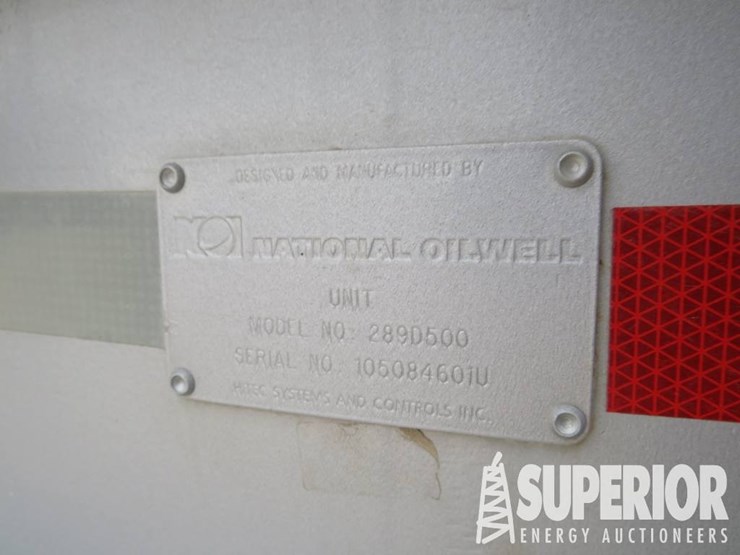 DESIGNED AND MANUFACTURED BY
NOI NATIONAL OILWELL
UNIT
MODEL NO: 289D500
SERIAL NO. 105084601U
HITEC SYSTEMS AND CONTROLS INC.
SUPERIOR
ENERGY AUCTIONEERS